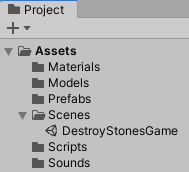 Project
Assets
Materials
Models
Prefabs
Scenes
DestroyStonesGame
Scripts
Sounds